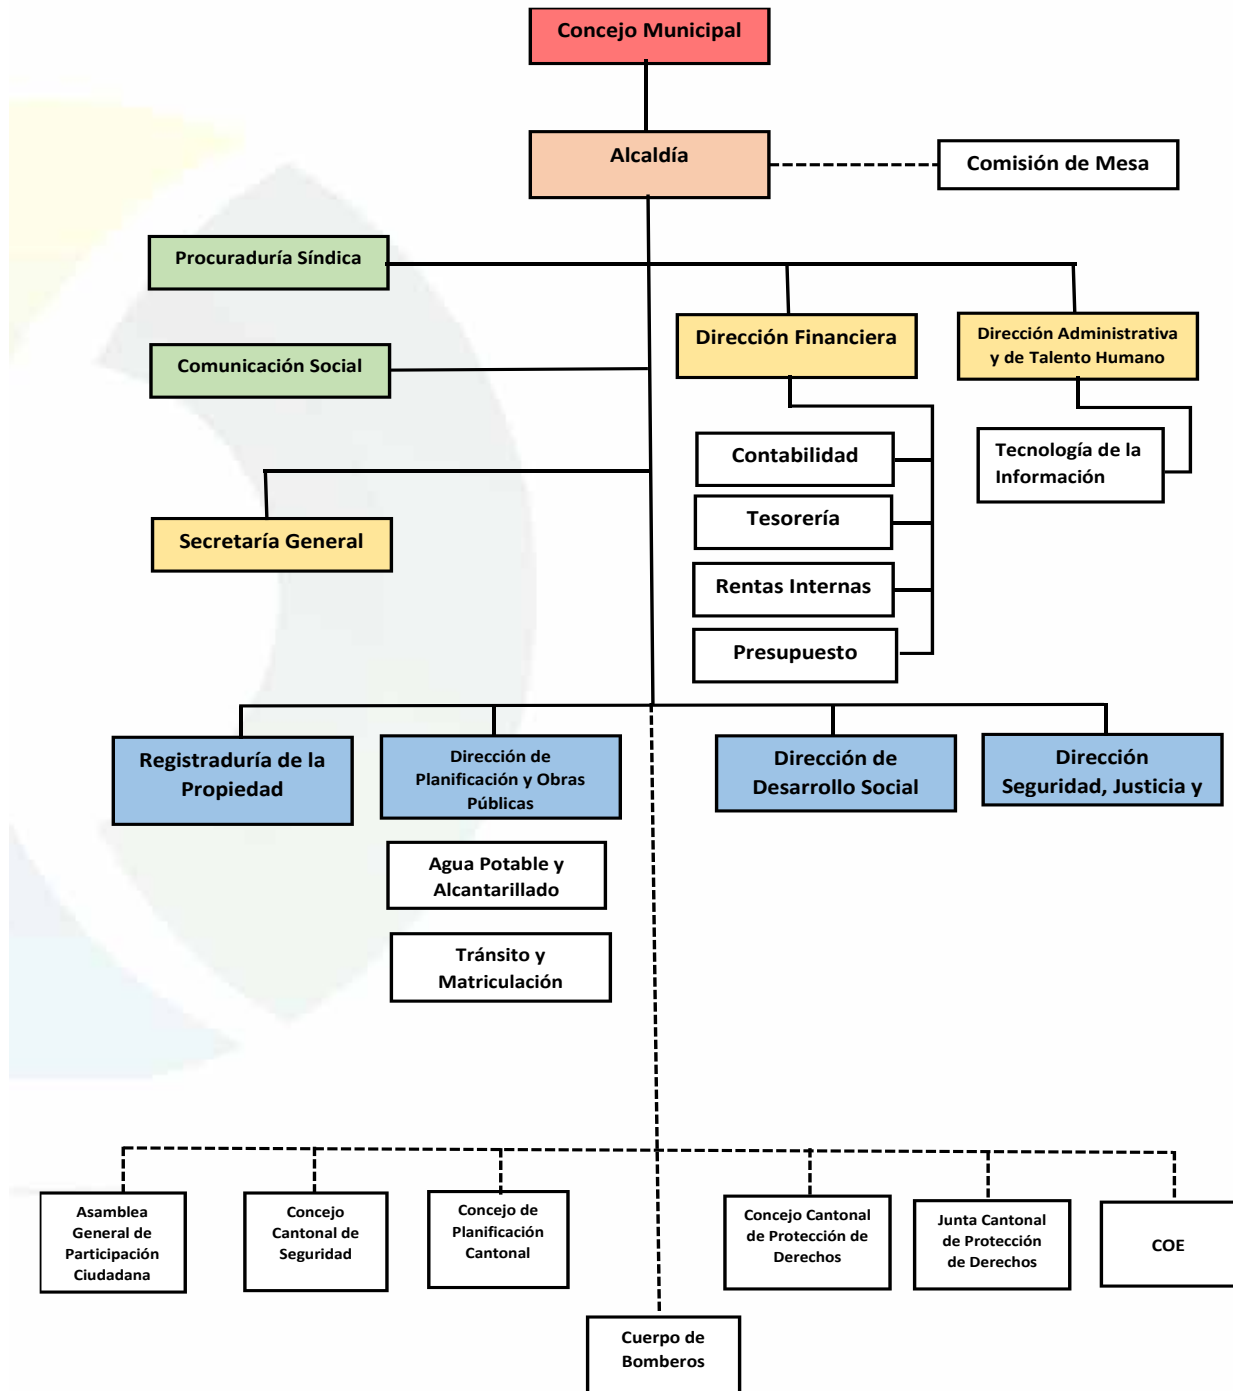 Concejo Municipal
Alcaldía
Comisión de Mesa
Procuraduría Síndica
Dirección Financiera
Dirección Administrativa
y de Talento Humano
Comunicación Social
Contabilidad
Tecnología de la
Información
Tesorería
Secretaría General
Rentas Internas
Presupuesto
Registraduría de la
Propiedad
Dirección de
Planificación y Obras
Públicas
Dirección de
Desarrollo Social
Dirección
Seguridad, Justicia y
Agua Potable y
Alcantarillado
Tránsito y
Matriculación
Asamblea
General de
Participación
Ciudadana
Concejo
Cantonal de
Seguridad
Concejo de
Planificación
Cantonal
Concejo Cantonal
de Protección de
Derechos
Junta Cantonal
de Protección
de Derechos
COE
Cuerpo de
Bomberos